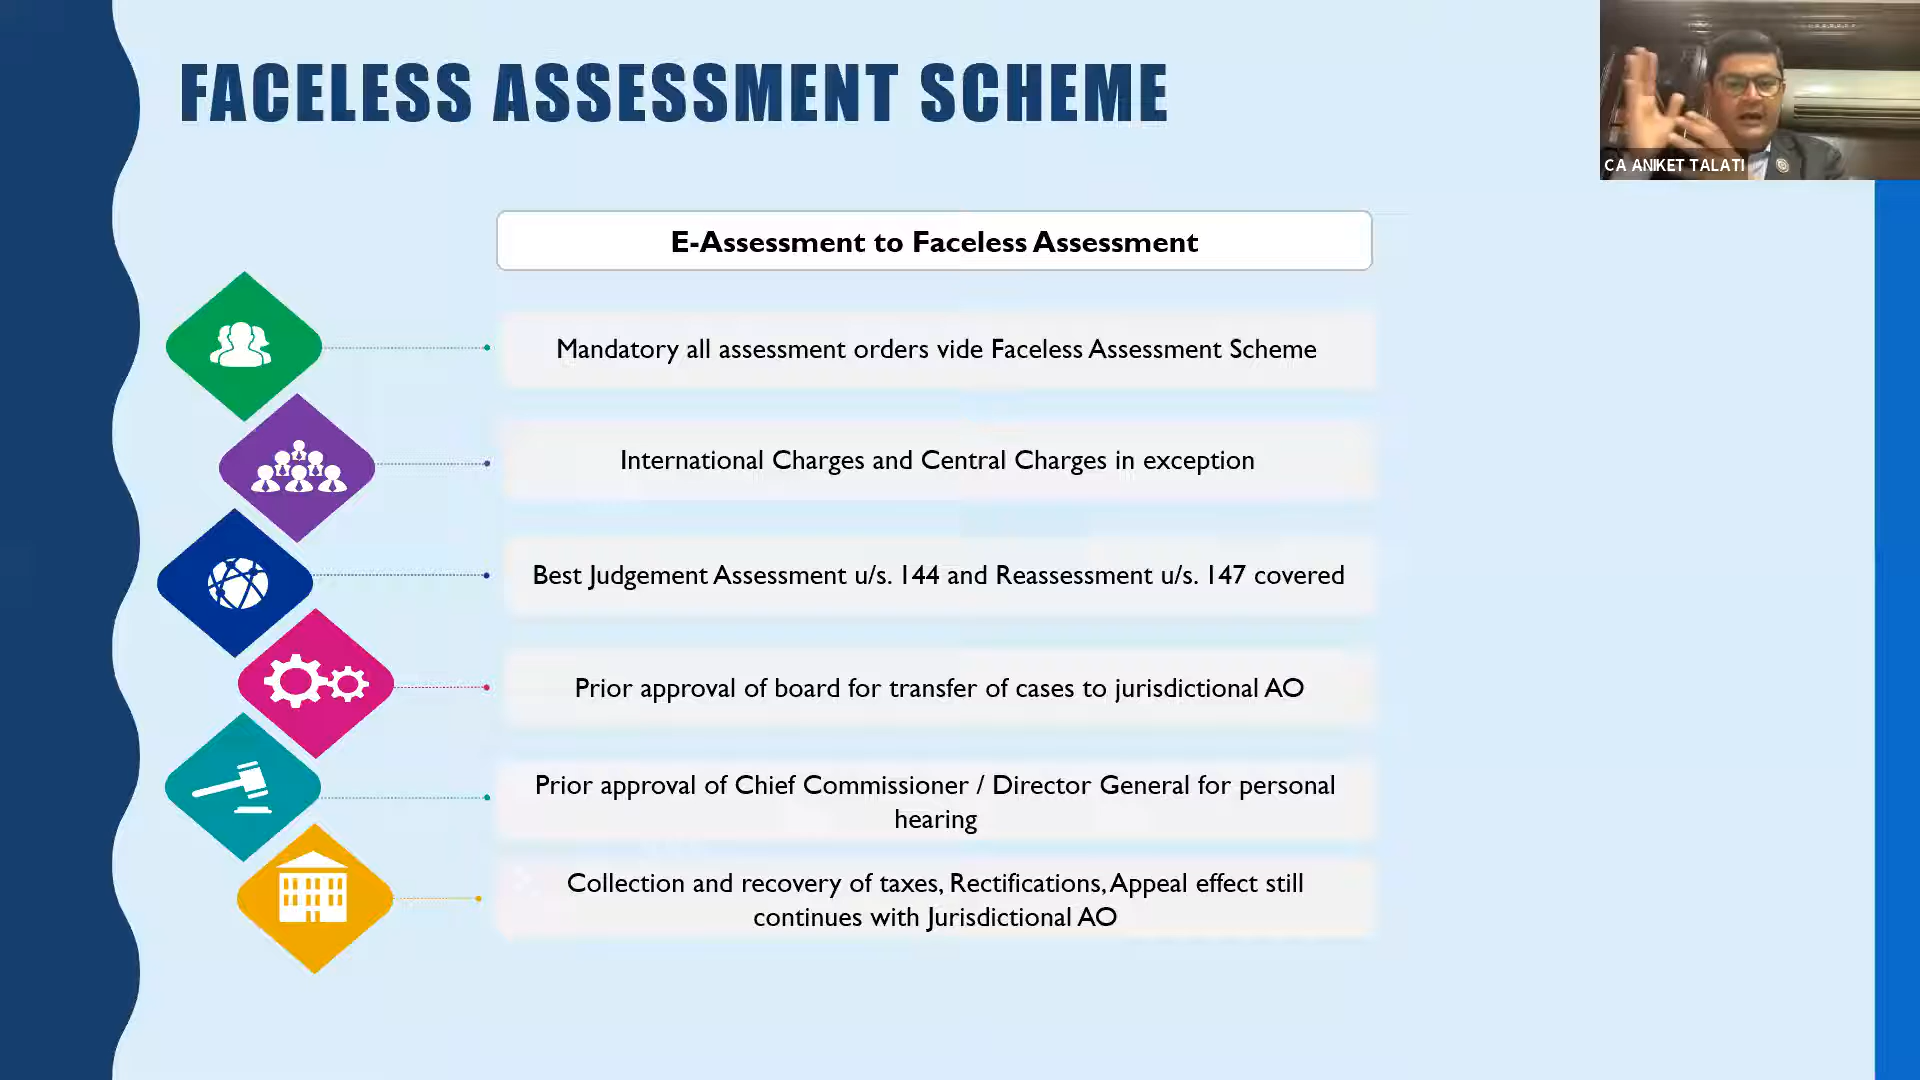 FACELESS ASSESSMENT SCHEME
CA ANIKET TALATI
E-Assessment to Faceless Assessment
Mandatory all assessment orders vide Faceless Assessment Scheme
International Charges and Central Charges in exception
Best Judgement Assessment u/s. 144 and Reassessment u/s. 147 covered
Prior approval of board for transfer of cases to jurisdictional AO
Prior approval of Chief Commissioner / Director General for personal
hearing
Collection and recovery of taxes, Rectifications, Appeal effect still
continues with Jurisdictional AO